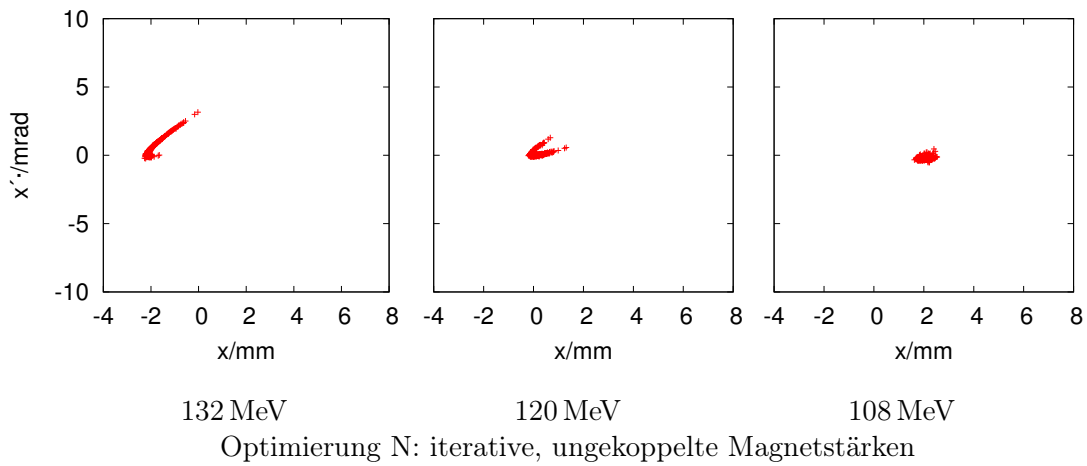 10
5
0
-5
-10
x´·/mrad
-4 -2 0 2 4 6 8 -4 -2 0 2 4 6 8 -4 -2 0 2 4 6 8
x/mm x/mm x/mm
132 MeV 120 MeV 108 MeV
Optimierung N: iterative, ungekoppelte Magnetstärken